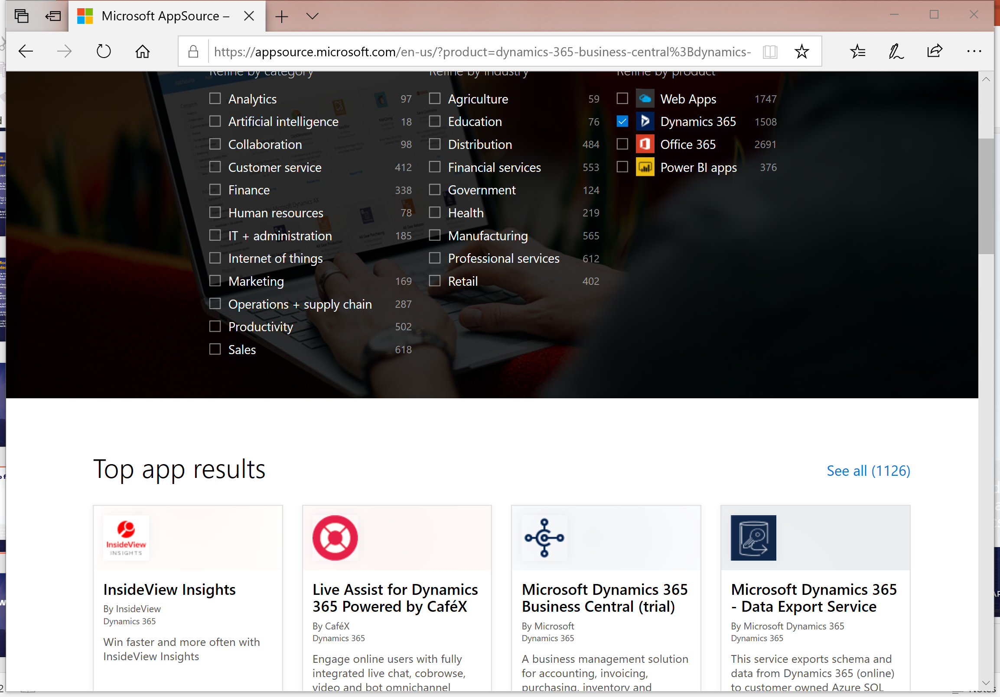 Microsoft AppSource –
https://appsource.microsoft.com/en-us/?product=dynamics-365-business-central%3Bdynamics-
Refine by category
Refine by industry
Refine by product
Analytics 97
Artificial intelligence 18
Collaboration 98
Customer service 412
Finance 338
Human resources 78
IT + administration 185
Internet of things
Marketing 169
Operations + supply chain 287
Productivity 502
Sales 618
Agriculture 59
Education 76
Distribution 484
Financial services 553
Government 124
Health 219
Manufacturing 565
Professional services 612
Retail 402
Web Apps 1747
Dynamics 365 1508
Office 365 2691
Power BI apps 376
Top app results
See all (1126)
InsideView
INSIGHTS
InsideView Insights
By InsideView
Dynamics 365
Win faster and more often with
InsideView Insights
Live Assist for Dynamics
365 Powered by CaféX
By CaféX
Dynamics 365
Engage online users with fully
integrated live chat, cobrowse,
video and bot omnichannel
Microsoft Dynamics 365
Business Central (trial)
By Microsoft
Dynamics 365
A business management solution
for accounting, invoicing,
purchasing, inventory and
Microsoft Dynamics 365
- Data Export Service
By Microsoft Dynamics 365
Dynamics 365
This service exports schema and
data from Dynamics 365 (online)
to customer owned Azure SQL
Notes